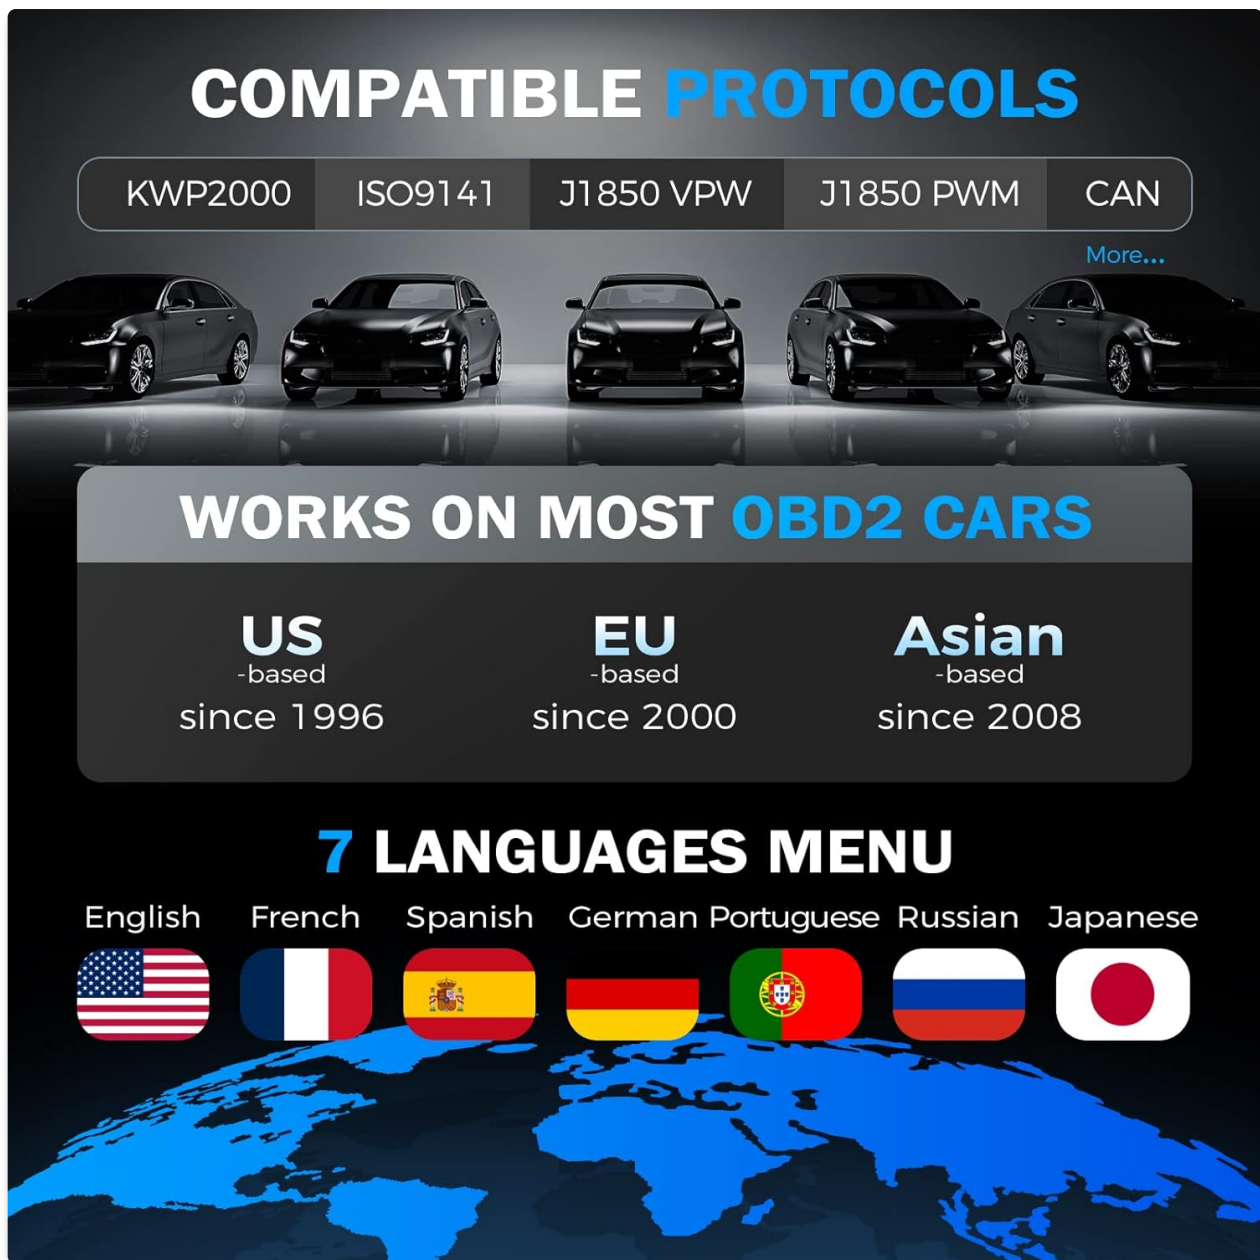 COMPATIBLE PROTOCOLS
KWP2000 ISO9141 J1850 VPW J1850 PWM CAN
More...
WORKS ON MOST OBD2 CARS
US EU Asian
-based -based -based
since 1996 since 2000 since 2008
7 LANGUAGES MENU
English French Spanish German Portuguese Russian Japanese